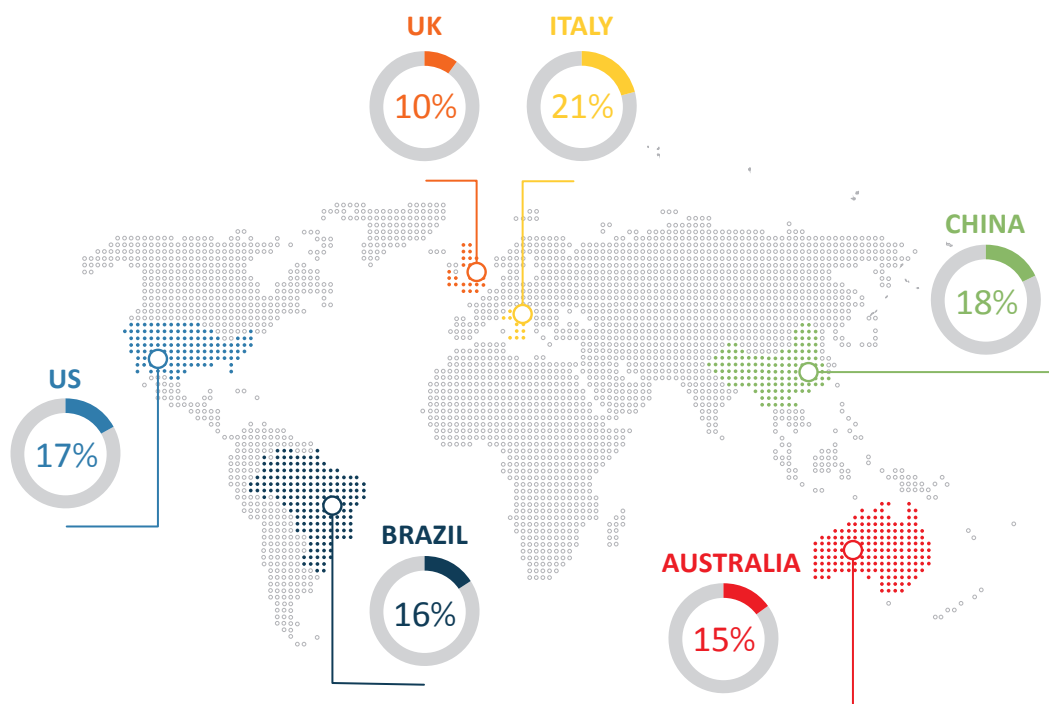 UK
10%
ITALY
21%
CHINA
18%
US
17%
BRAZIL
16%
AUSTRALIA
15%